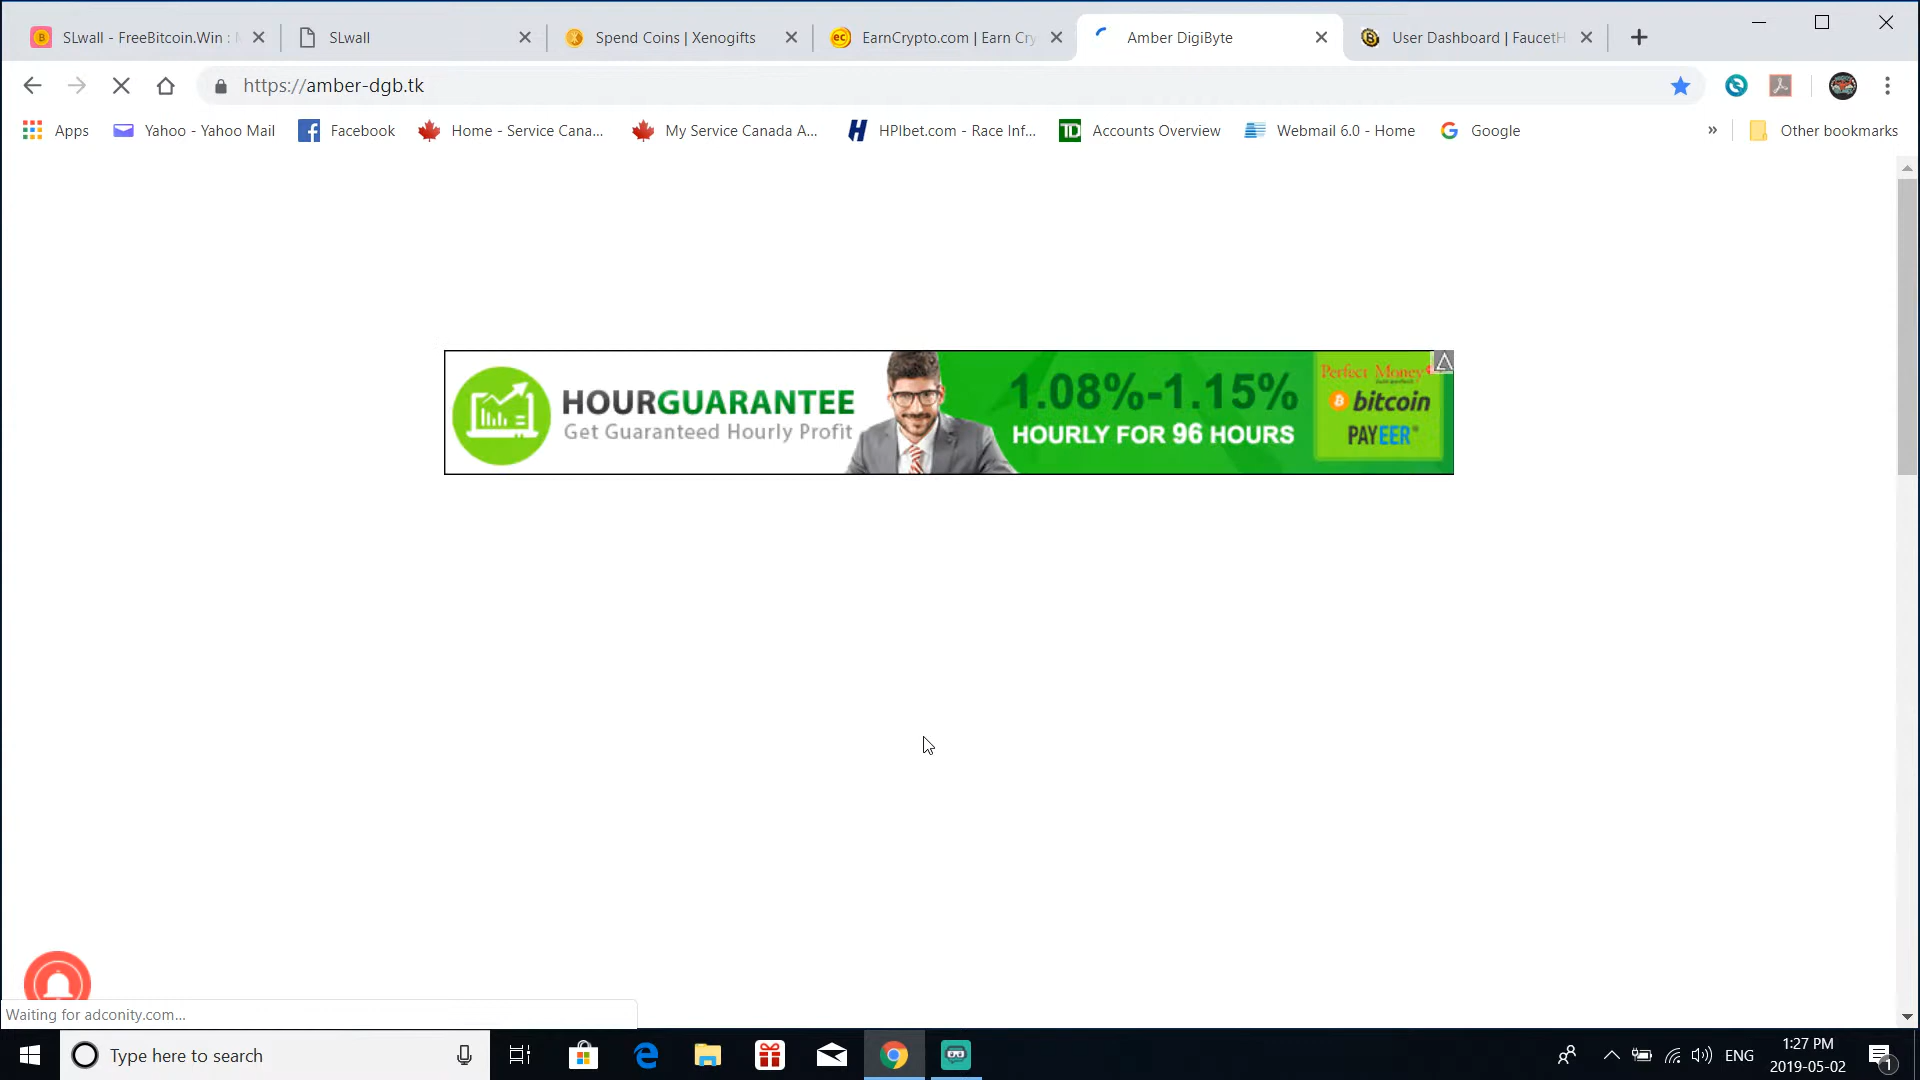 SLwall - FreeBitcoin.Win :
SLwall
Spend Coins | Xenogifts
EarnCrypto.com | Earn Cry
Amber DigiByte
User Dashboard | FaucetH
https://amber-dgb.tk
Apps
Yahoo - Yahoo Mail
Facebook
Home - Service Cana...
My Service Canada A...
HPIbet.com - Race Inf...
TD
Accounts Overview
Webmail 6.0 - Home
Google
»
Other bookmarks
HOURGUARANTEE
Get Guaranteed Hourly Profit
1.08%-1.15%
HOURLY FOR 96 HOURS
Perfect Money
bitcoin
PAYEER
Waiting for adconity.com...
Type here to search
ENG
1:27 PM
2019-05-02
1